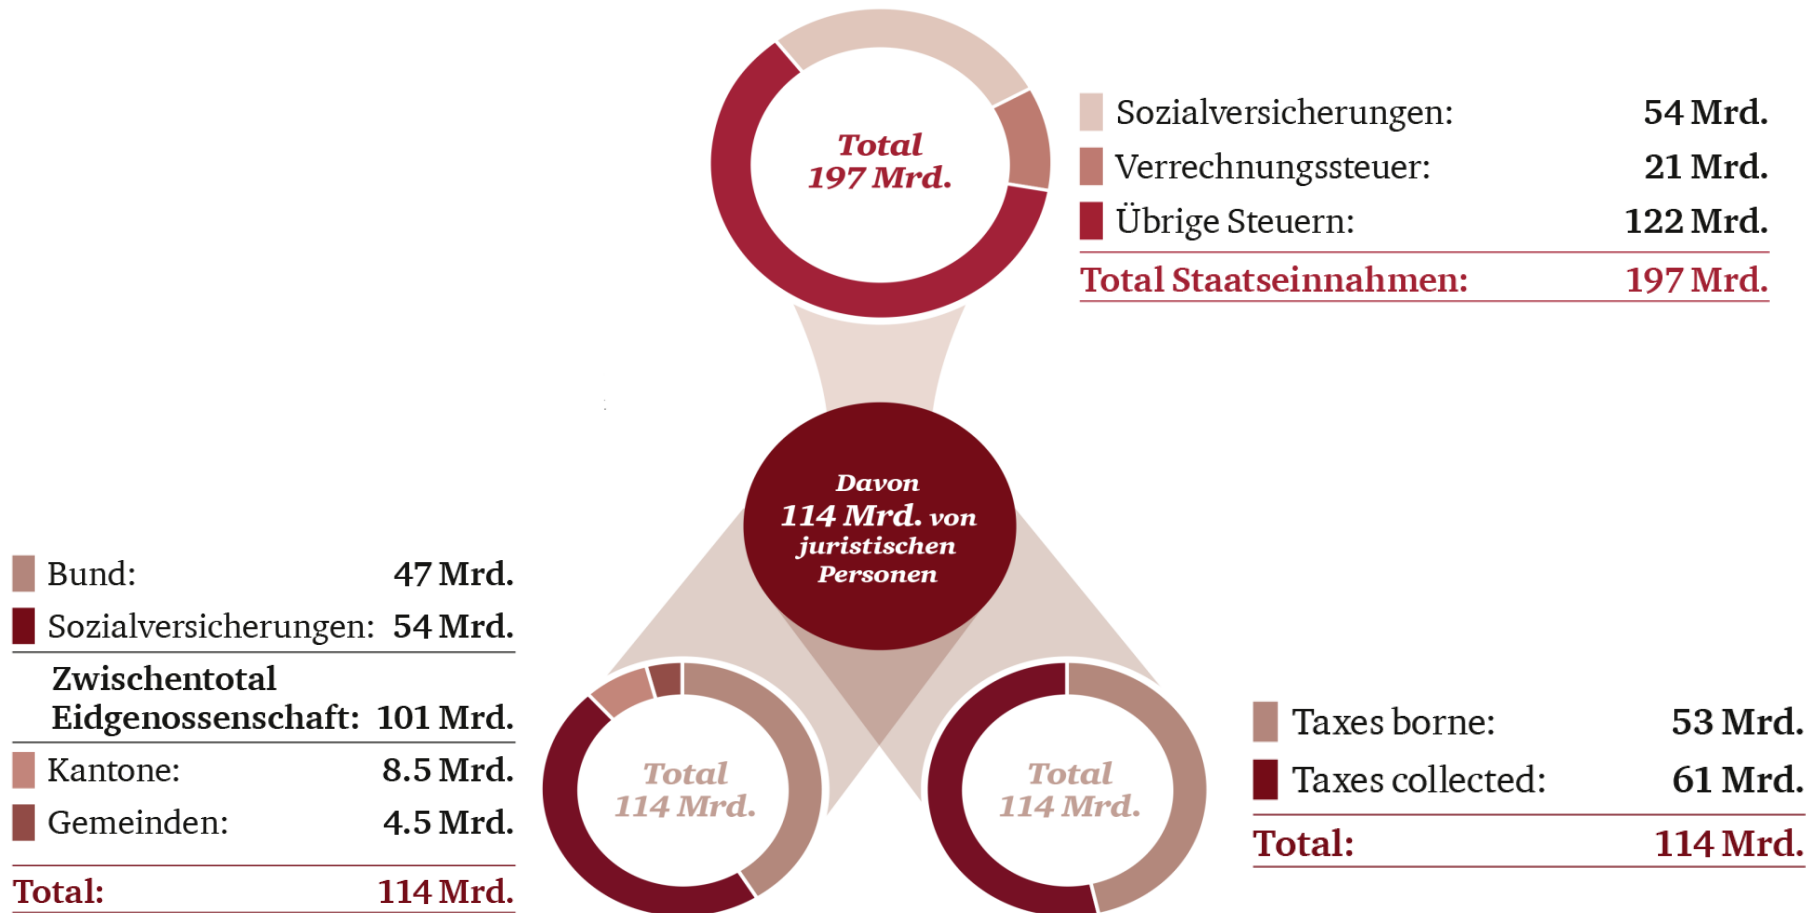 Total
197 Mrd.
Sozialversicherungen: 54 Mrd.
Verrechnungssteuer: 21 Mrd.
Übrige Steuern: 122 Mrd.
Total Staatseinnahmen: 197 Mrd.
Davon
114 Mrd. von
juristischen
Personen
Bund: 47 Mrd.
Sozialversicherungen: 54 Mrd.
Zwischentotal
Eidgenossenschaft: 101 Mrd.
Kantone: 8.5 Mrd.
Gemeinden: 4.5 Mrd.
Total: 114 Mrd.
Total
114 Mrd.
Total
114 Mrd.
Taxes borne: 53 Mrd.
Taxes collected: 61 Mrd.
Total: 114 Mrd.